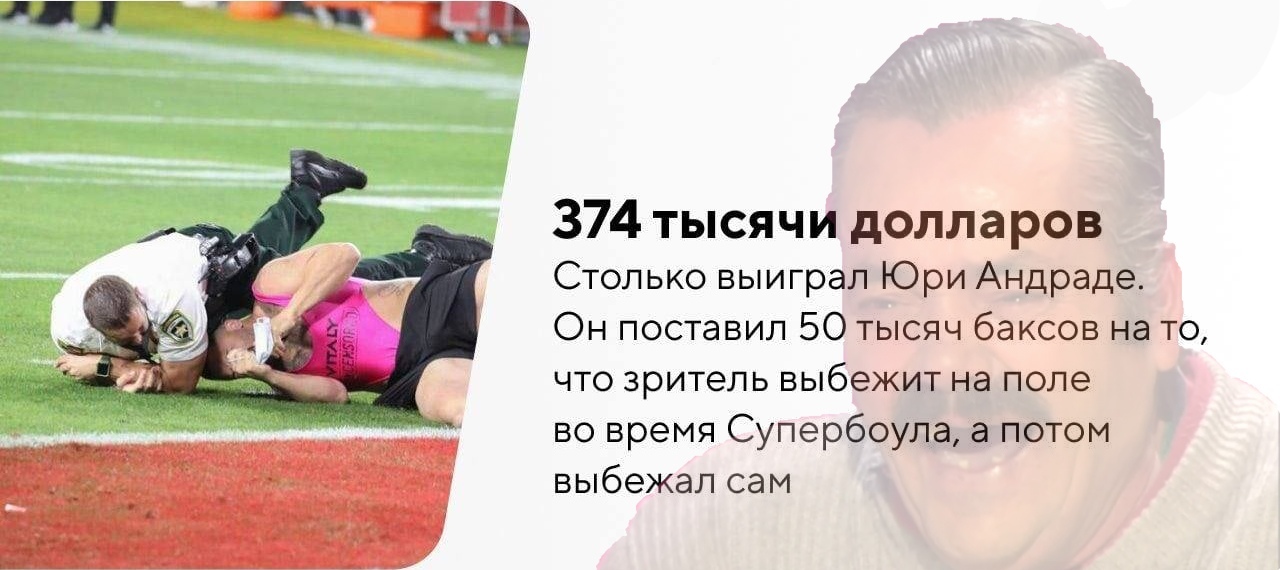 374 тысячи долларов
Столько выиграл Юри Андраде.
Он поставил 50 тысяч баксов на то,
что зритель выбежит на поле
во время Супербоула, а потом
выбежал сам
VITALY